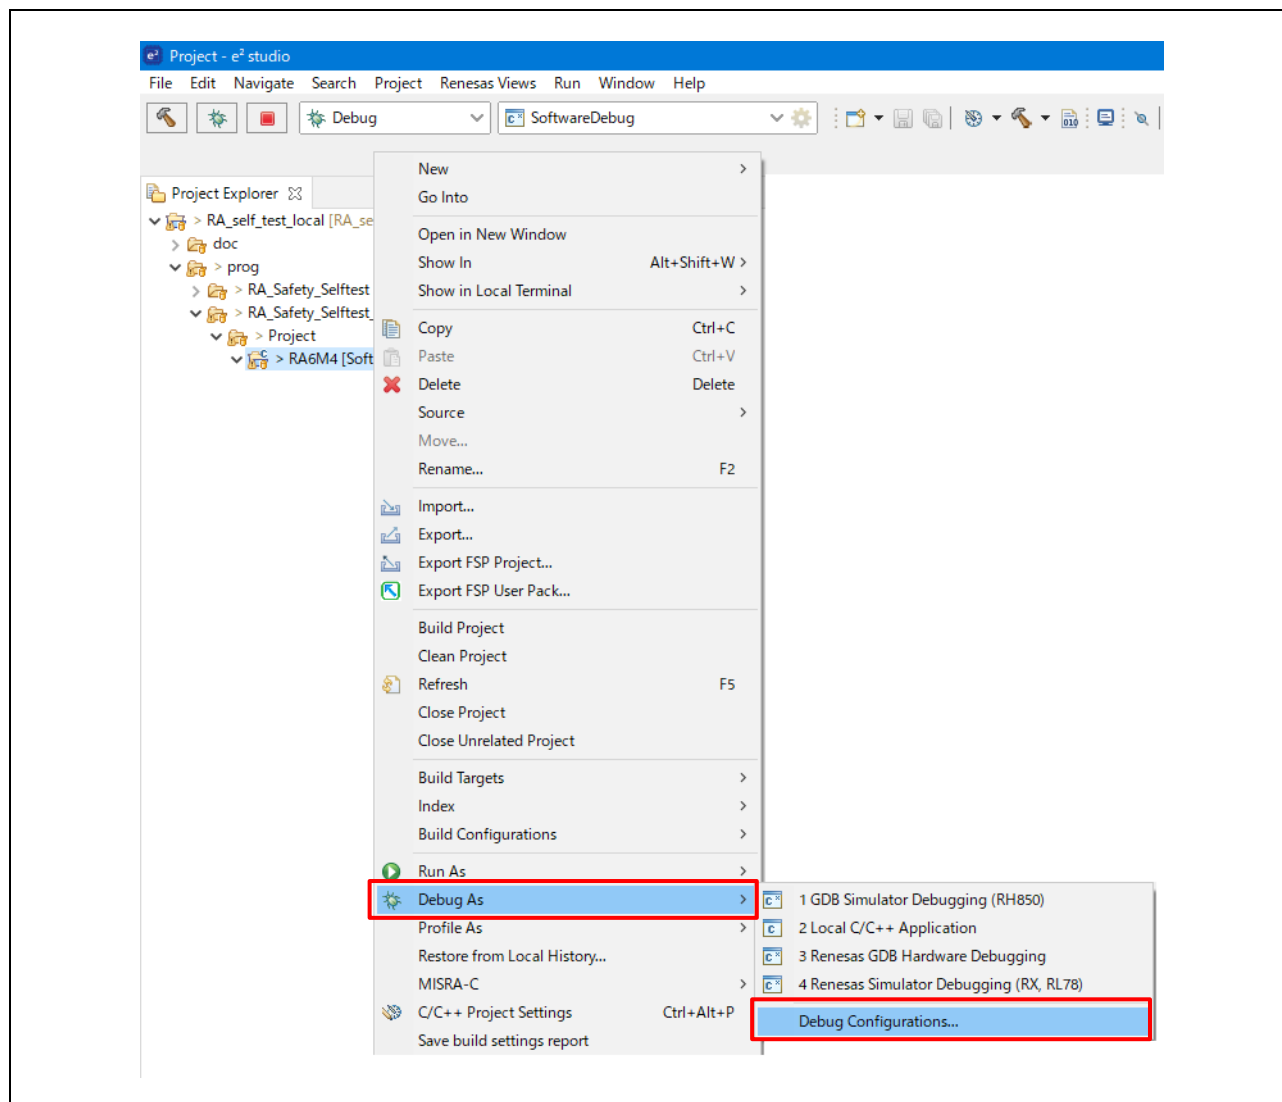 Project - e² studio
File Edit Navigate Search Project Renesas Views Run Window Help
Debug SoftwareDebug
Project Explorer
> RA_self_test_local [RA_se
doc
> prog
> RA_Safety_Selftest
> RA_Safety_Selftest_
> Project
> RA6M4 [Soft
New
Go Into
Open in New Window
Show In Alt+Shift+W >
Show in Local Terminal
Copy Ctrl+C
Paste Ctrl+V
Delete Delete
Source
Move...
Rename... F2
Import...
Export...
Export FSP Project...
Export FSP User Pack...
Build Project
Clean Project
Refresh F5
Close Project
Close Unrelated Project
Build Targets
Index
Build Configurations
Run As
Debug As
Profile As
Restore from Local History...
MISRA-C
C/C++ Project Settings Ctrl+Alt+P
Save build settings report
1 GDB Simulator Debugging (RH850)
2 Local C/C++ Application
3 Renesas GDB Hardware Debugging
4 Renesas Simulator Debugging (RX, RL78)
Debug Configurations...